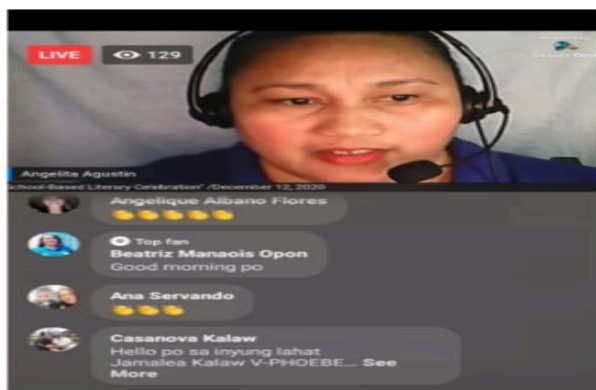 LIVE 129
Angelita Agustin
School-Based Literary Celebration" /December 12, 2020
Angelique Albano Flores
Top fan
Beatriz Manaois Opon
Good morning po
Ana Servando
Casanova Kalaw
Hello po sa inyung lahat
Jamalea Kalaw V-PHOEBE... See
More